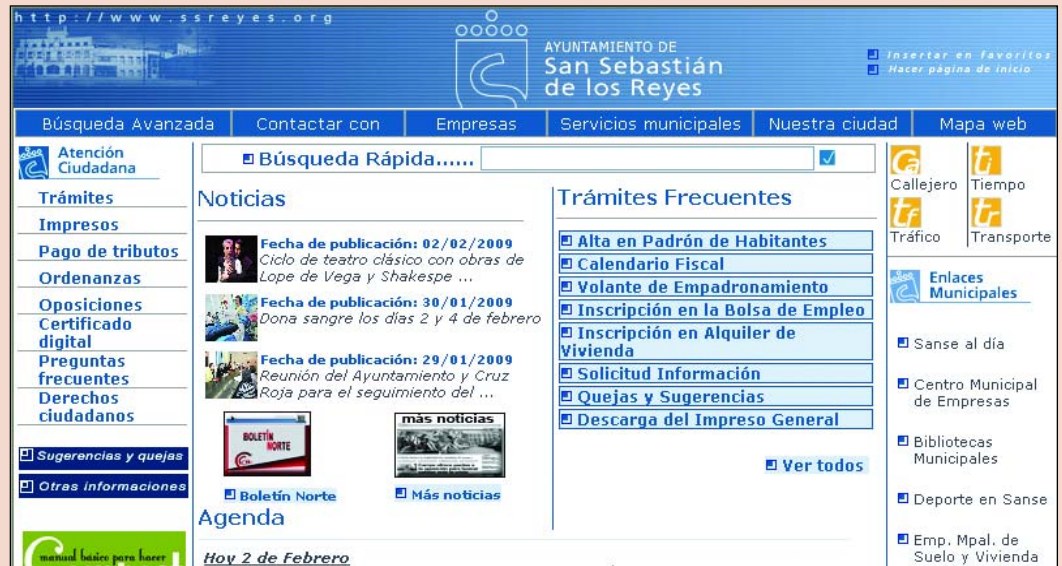 http://www.ssreyes.org
AYUNTAMIENTO DE
San Sebastián
de los Reyes
Insertar en favoritos
Hacer página de inicio
Búsqueda Avanzada
Contactar con
Empresas
Servicios municipales
Nuestra ciudad
Mapa web
Atención
Ciudadana
Trámites
Impresos
Pago de tributos
Ordenanzas
Oposiciones
Certificado
digital
Preguntas
frecuentes
Derechos
ciudadanos
Sugerencias y quejas
Otras informaciones
manual básico para hacer
Búsqueda Rápida......
Noticias
Fecha de publicación: 02/02/2009
Ciclo de teatro clásico con obras de
Lope de Vega y Shakespe ...
Fecha de publicación: 30/01/2009
Dona sangre los días 2 y 4 de febrero
Fecha de publicación: 29/01/2009
Reunión del Ayuntamiento y Cruz
Roja para el seguimiento del ...
BOLETÍN
NORTE
más noticias
Boletín Norte
Más noticias
Agenda
Hoy 2 de Febrero
Trámites Frecuentes
Alta en Padrón de Habitantes
Calendario Fiscal
Volante de Empadronamiento
Inscripción en la Bolsa de Empleo
Inscripción en Alquiler de
Vivienda
Solicitud Información
Quejas y Sugerencias
Descarga del Impreso General
Ver todos
Ca
Callejero
ti
Tiempo
tf
Tráfico
tr
Transporte
Enlaces
Municipales
Sanse al día
Centro Municipal
de Empresas
Bibliotecas
Municipales
Deporte en Sanse
Emp. Mpal. de
Suelo y Vivienda